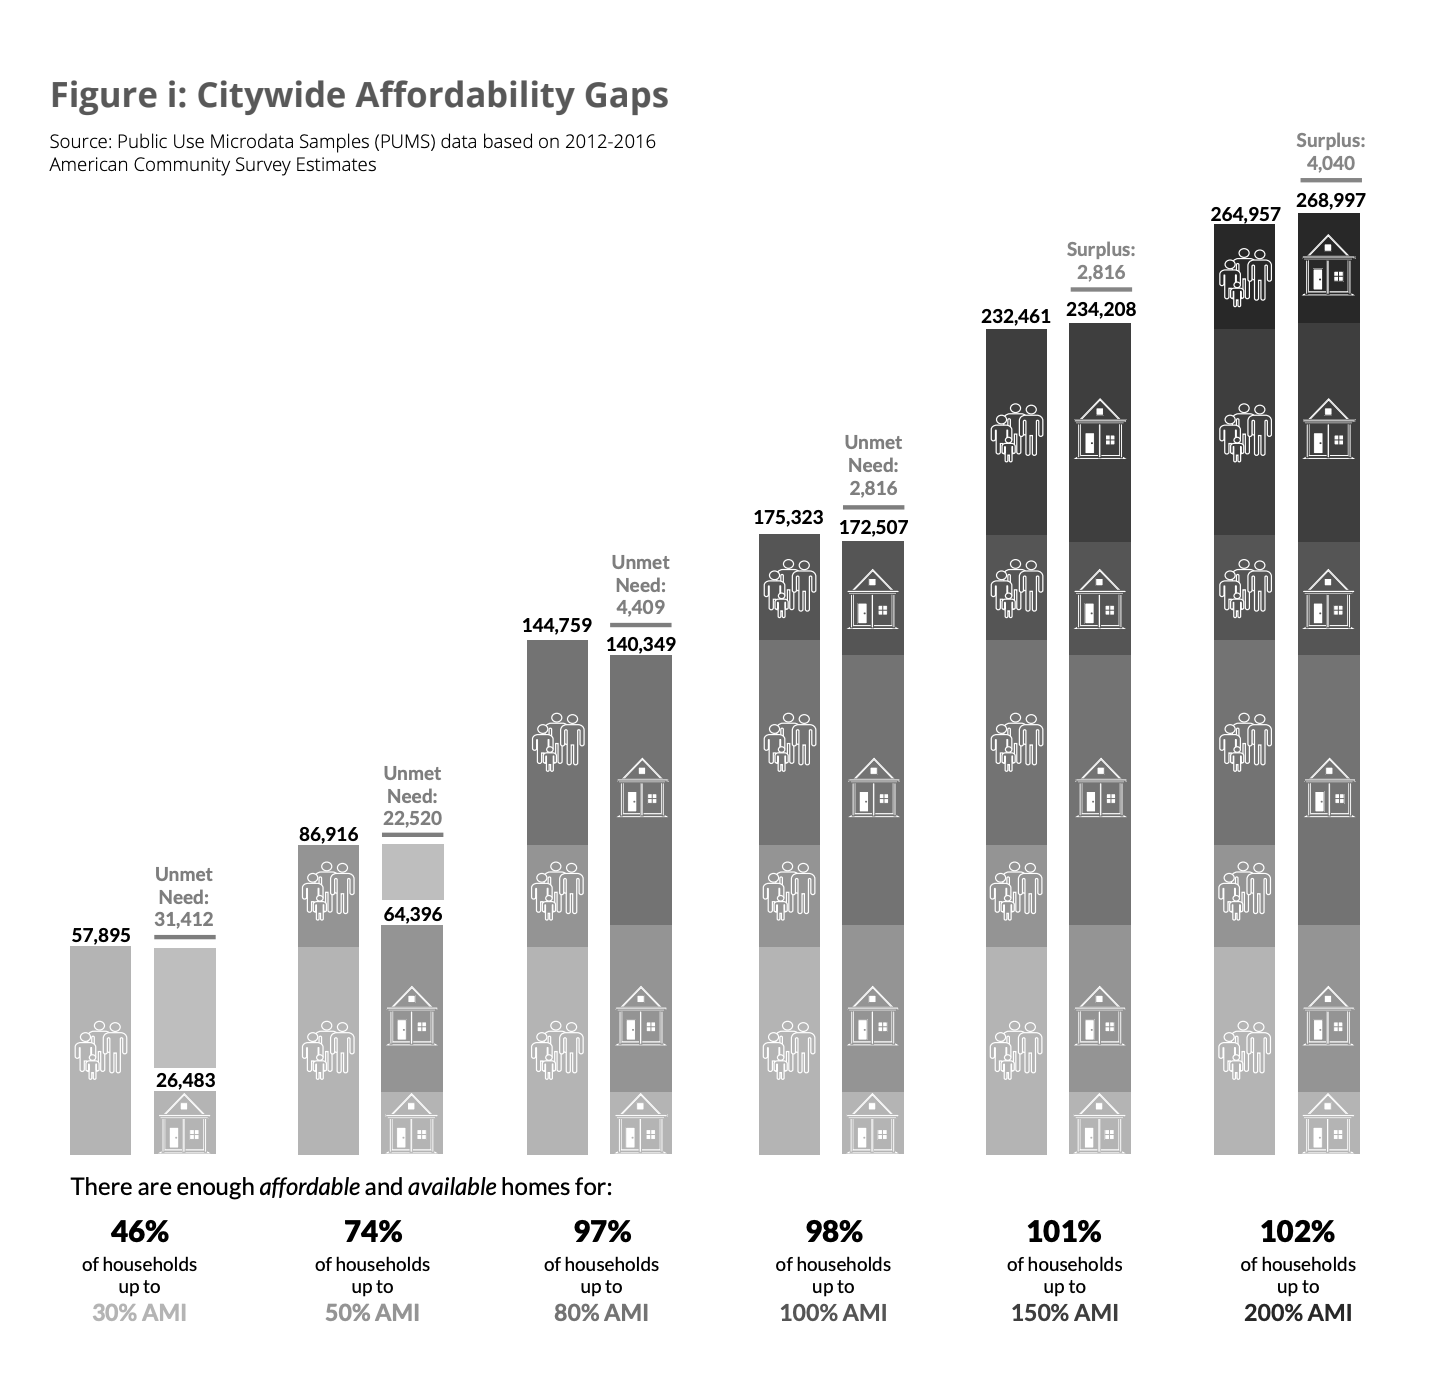 Figure i: Citywide Affordability Gaps
Source: Public Use Microdata Samples (PUMS) data based on 2012-2016
American Community Survey Estimates
57,895
Unmet
Need:
31,412
26,483
86,916
Unmet
Need:
22,520
64,396
144,759
Unmet
Need:
4,409
140,349
175,323
Unmet
Need:
2,816
172,507
232,461
Surplus:
2,816
234,208
264,957
Surplus:
4,040
268,997
There are enough affordable and available homes for:
46%
of households
up to
30% AMI
74%
of households
up to
50% AMI
97%
of households
up to
80% AMI
98%
of households
up to
100% AMI
101%
of households
up to
150% AMI
102%
of households
up to
200% AMI